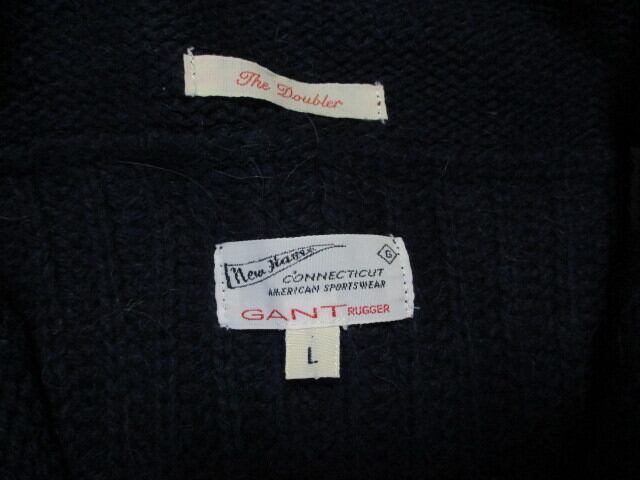 The Doubler
New Haven
G
CONNECTICUT
AMERICAN SPORTSWEAR
GANT RUGGER
L